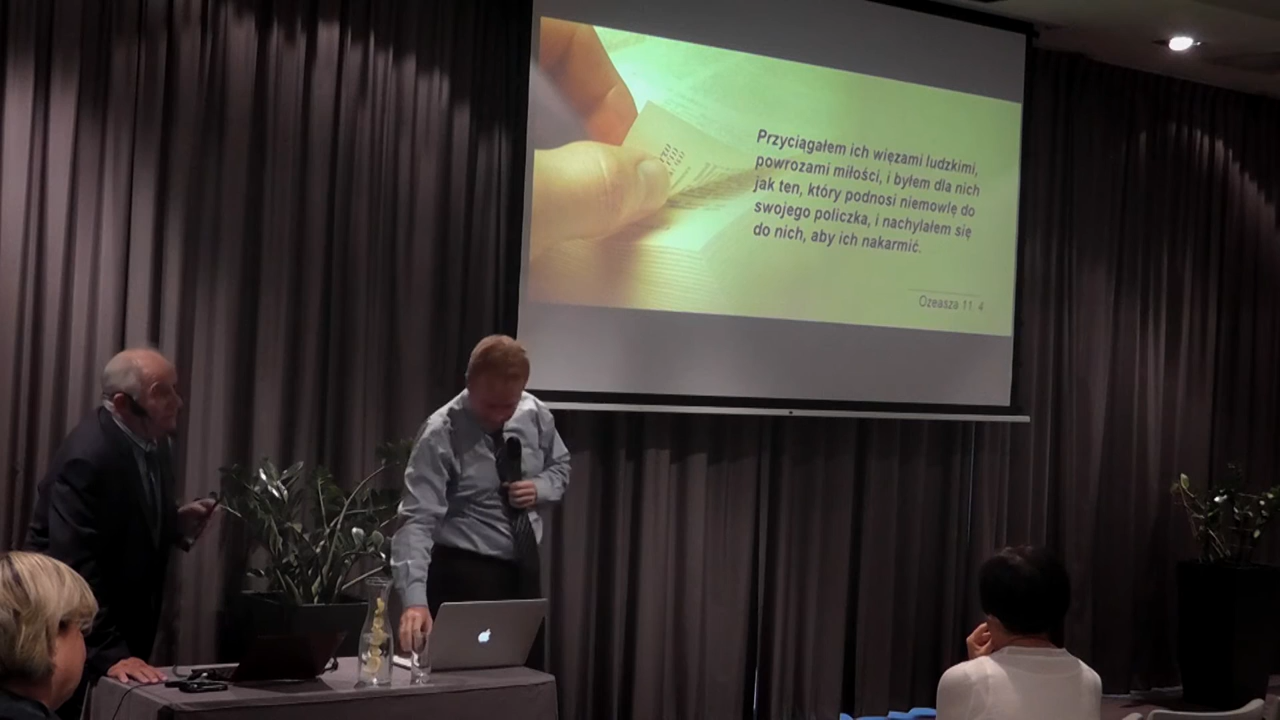 Przyciągałem ich więzami ludzkimi,
powrozami miłości, i byłem dla nich
jak ten, który podnosi niemowlę do
swojego policzka, i nachylałem się
do nich, aby ich nakarmić.
Ozeasza 11 4